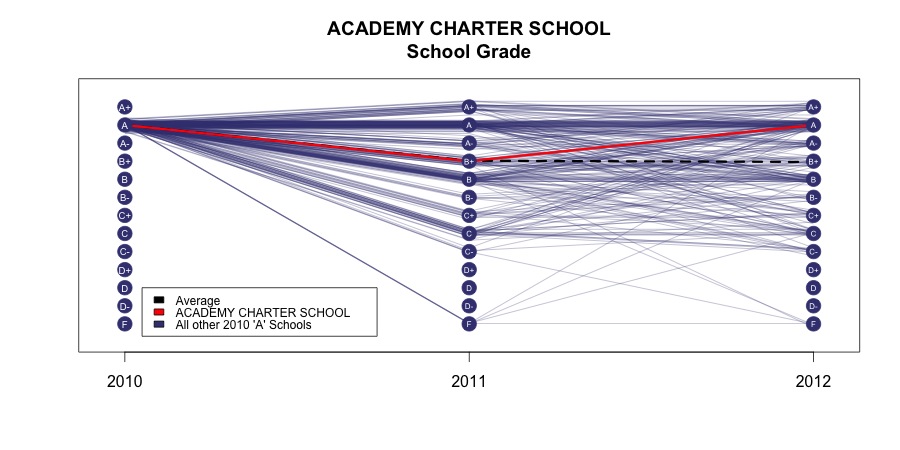 ACADEMY CHARTER SCHOOL
School Grade
A+ A+ A+
A A A
A- A- A-
B+ B+ B+
B B B
B- B- B-
C+ C+ C+
C C C
C- C- C-
D+ D+ D+
D D D
D- D- D-
F F F
Average
ACADEMY CHARTER SCHOOL
All other 2010 'A' Schools
2010 2011 2012